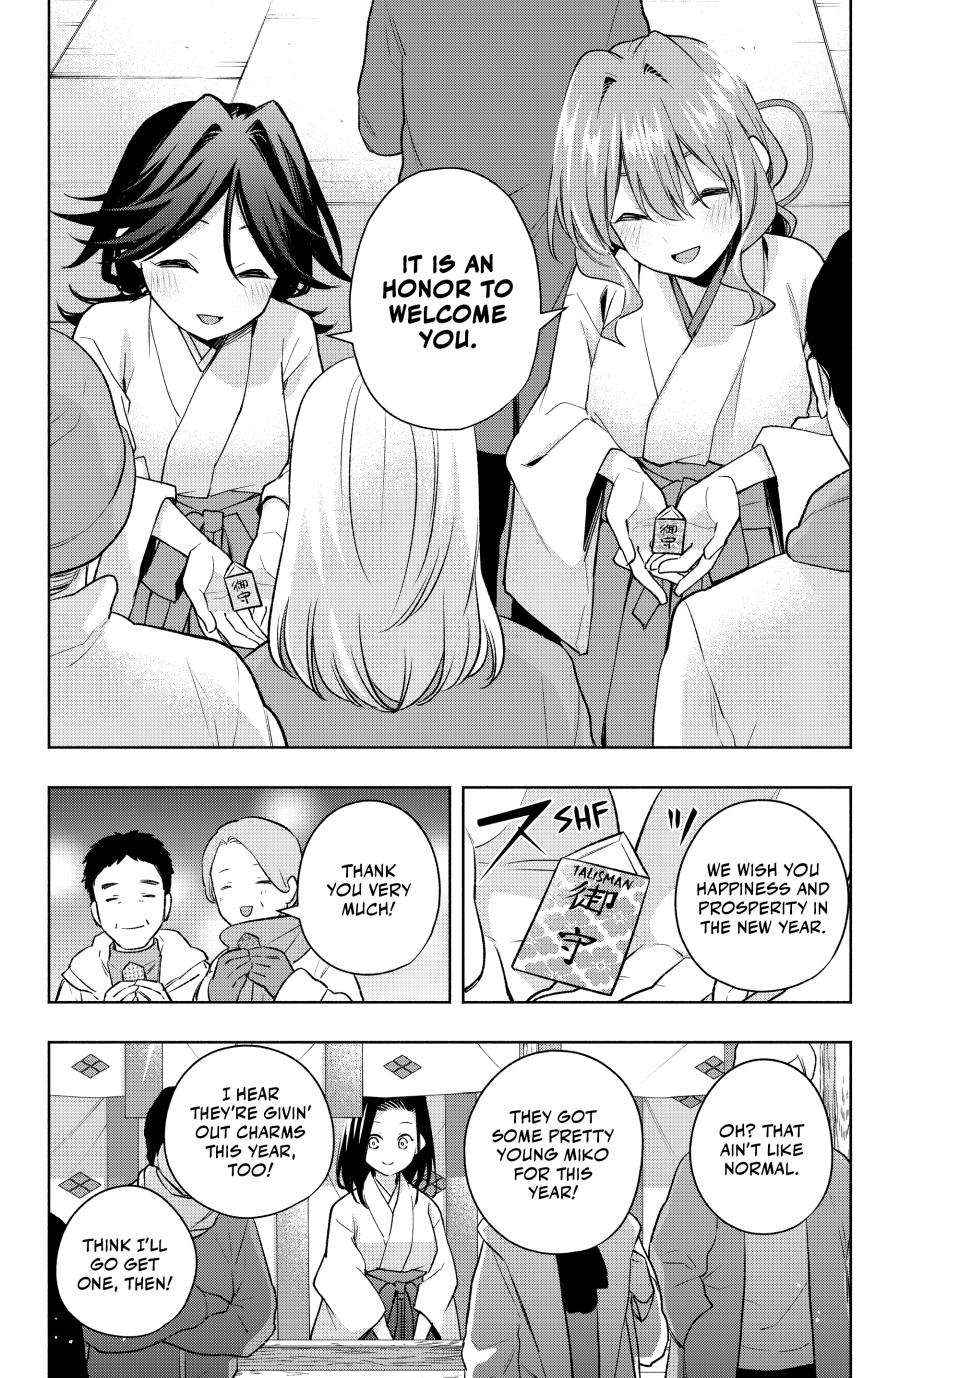 IT IS AN
HONOR TO
WELCOME
YOU.
御守
御守
WE WISH YOU
HAPPINESS AND
PROSPERITY IN
THE NEW YEAR.
スッ
SHF
TALISMAN
御守
THANK
YOU VERY
MUCH!
OH? THAT
AIN'T LIKE
NORMAL.
THEY GOT
SOME PRETTY
YOUNG MIKO
FOR THIS
YEAR!
I HEAR
THEY'RE GIVIN'
OUT CHARMS
THIS YEAR,
TOO!
THINK I'LL
GO GET
ONE, THEN!